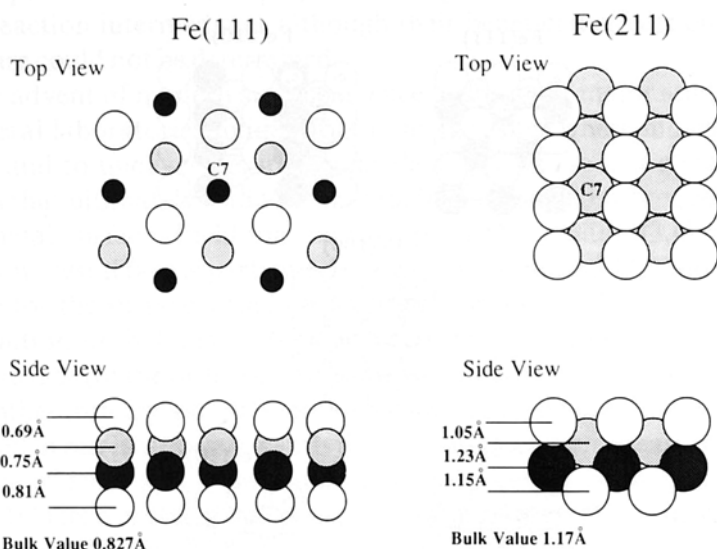 Fe(111)
Top View
C7
Side View
0.69Å
0.75Å
0.81Å
Bulk Value 0.827Å
Fe(211)
Top View
C7
Side View
1.05Å
1.23Å
1.15Å
Bulk Value 1.17Å